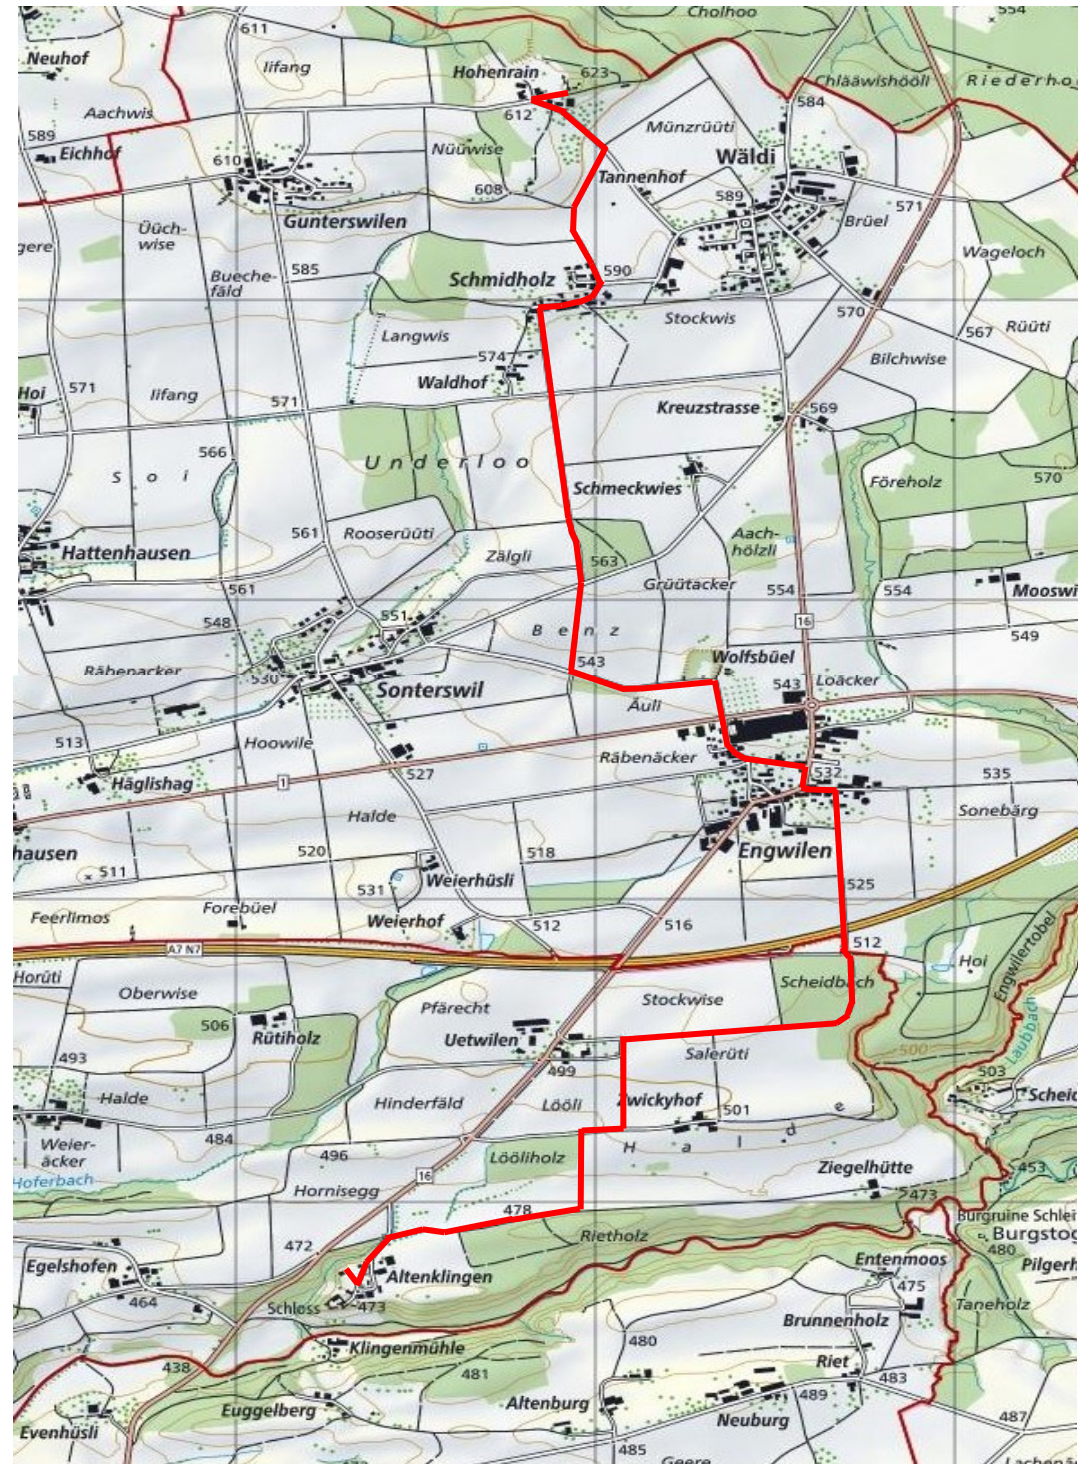 Cholhoo
554
611
Neuhof
Iifang
Hohenrain
623
Chlääwishööli
Riederho
584
612
Aachwis
Münzrüüti
589
Eichhof
Nüüwise
Wäldi
610
Tannenhof
608
589
571
Brüel
Gunterswilen
Üüch-
wise
gere
Wageloch
Bueche-
fäld
585
Schmidholz
590
570
Stockwis
567
Rüüti
Langwis
574
Bilchwise
Waldhof
Hoi
571
Iifang
571
Kreuzstrasse
569
566
Underloo
Soi
Schmeckwies
Föreholz
570
561
Rooserüüti
Aach-
hölzli
Hattenhausen
Zälgli
563
Grüütacker
561
554
554
Mooswi
548
551
16
Benz
549
Räbenacker
530
543
Wolfsbüel
Sonterswil
543
Loäcker
Äuli
513
Hoowile
Räbenäcker
527
532
535
Häglishag
1
Sonebärg
Halde
hausen
520
518
Engwilen
511
Weierhüsli
531
525
Feerlimos
Forebüel
Weierhof
512
516
A7 N7
512
Horüti
Hoi
Engwilertobel
Oberwise
Scheidbach
Pfärecht
Stockwise
506
Rütiholz
Uetwilen
Laubbach
493
499
Salerüti
500
503
Halde
Hinderfäld
Lööli
Zwickyhof
501
Scheid
484
Halde
Weier-
äcker
496
Lööliholz
Hoferbach
Hornisegg
16
Ziegelhütte
453
478
473
Rietholz
Burgruine Schlei
472
Burgstog
480
Egelshofen
Altenklingen
Entenmoos
Pilgerh
464
Schloss
473
475
Taneholz
Brunnenholz
Klingenmühle
480
438
481
Riet
483
489
Euggelberg
Altenburg
Neuburg
487
Evenhüsli
485
Geere
Lachenä